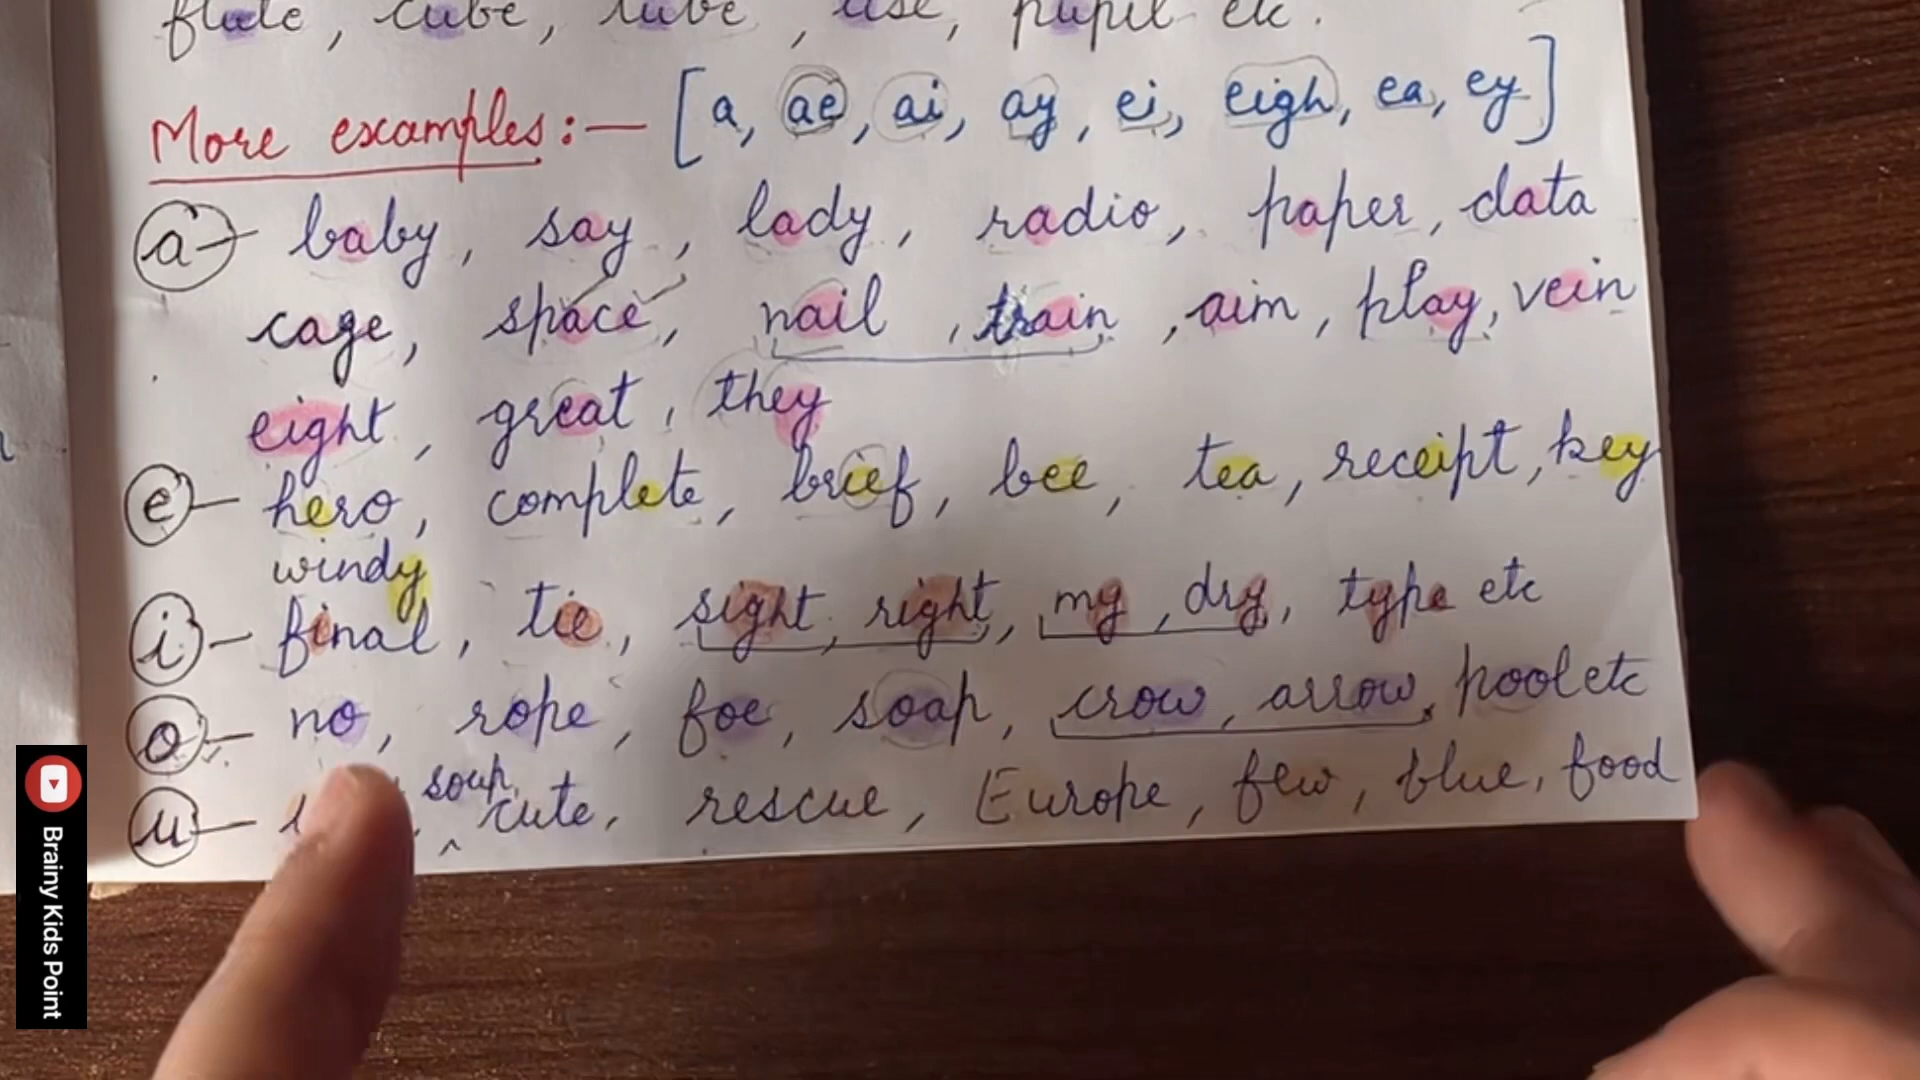 flute, cube, tube, use, pupil etc.
More examples:— [a, ae, ai, ay, ei, eigh, ea, ey]
a— baby, say, lady, radio, paper, data
cage, space, nail, train, aim, play, vein
eight, great, they
e— hero, complete, brief, bee, tea, receipt, key
windy
i— final, tie, sight, right, my, dry, type etc
o— no, rope, foe, soap, crow, arrow, pool etc
soup,
u— cute, rescue, Europe, few, blue, food
Brainy Kids Point